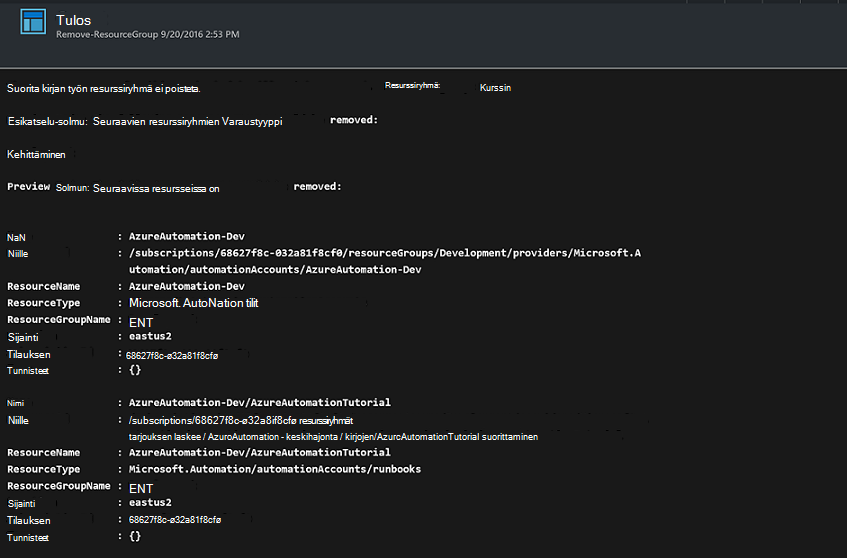 Tulos
Remove-ResourceGroup 9/20/2016 2:53 PM
Suorita kirjan työn resurssiryhmä ei poisteta. Resurssiryhmä: Kurssin
Esikatselu-solmu: Seuraavien resurssiryhmien Varaustyyppi removed:
Kehittäminen
Preview Solmun: Seuraavissa resursseissa on removed:
NaN : AzureAutomation-Dev
Niille : /subscriptions/68627f8c-032a81f8cf0/resourceGroups/Development/providers/Microsoft.A
utomation/automationAccounts/AzureAutomation-Dev
ResourceName : AzureAutomation-Dev
ResourceType : Microsoft. AutoNation tilit
ResourceGroupName : ENT
Sijainti : eastus2
Tilauksen : 68627f8c-ø32a81f8cfø
Tunnisteet : {}
Nimi : AzureAutomation-Dev/AzureAutomationTutorial
Niille : /subscriptions/68627f8c-ø32a8if8cfø resurssiryhmät
tarjouksen laskee / AzuroAutomation - keskihajonta / kirjojen/AzurcAutomationTutorial suorittaminen
ResourceName : AzureAutomation-Dev/AzureAutomationTutorial
ResourceType : Microsoft.Automation/automationAccounts/runbooks
ResourceGroupName : ENT
Sijainti : eastus2
Tilauksen : 68627f8c-ø32a81f8cfø
Tunnisteet : {}